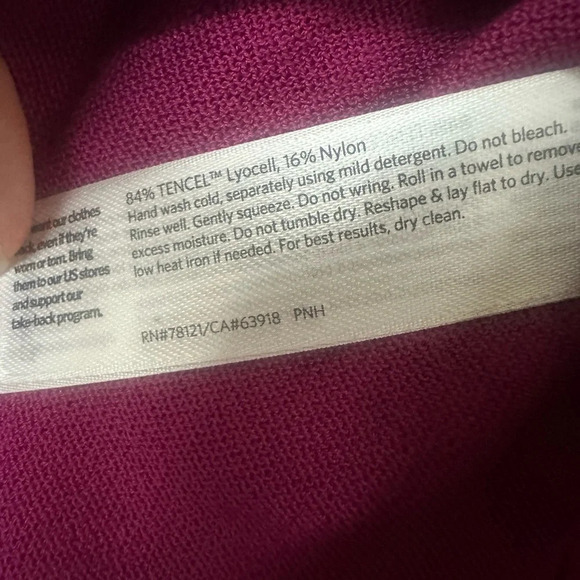 want our clothes
back, even if they're
worn or torn. Bring
them to our US stores
and support our
take-back program.
84% TENCEL™ Lyocell, 16% Nylon
Hand wash cold, separately using mild detergent. Do not bleach.
Rinse well. Gently squeeze. Do not wring. Roll in a towel to remove
excess moisture. Do not tumble dry. Reshape & lay flat to dry. Use
low heat iron if needed. For best results, dry clean.
RN#78121/CA#63918 PNH